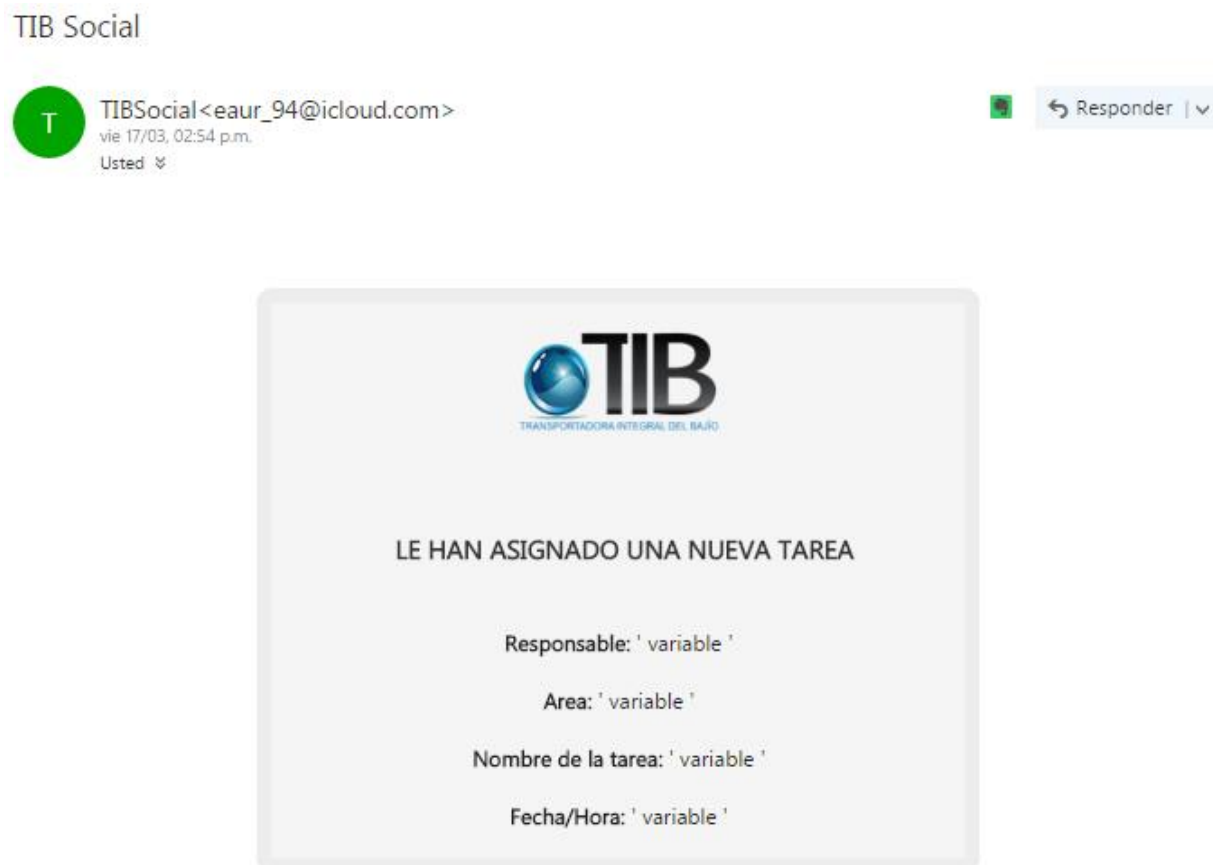 TIB Social
T
TIBSocial<eaur_94@icloud.com>
Responder
vie 17/03, 02:54 p.m.
Usted
TIB
TRANSPORTADORA INTEGRAL DEL BAJÍO
LE HAN ASIGNADO UNA NUEVA TAREA
Responsable: ' variable '
Area: ' variable '
Nombre de la tarea: ' variable '
Fecha/Hora: ' variable '